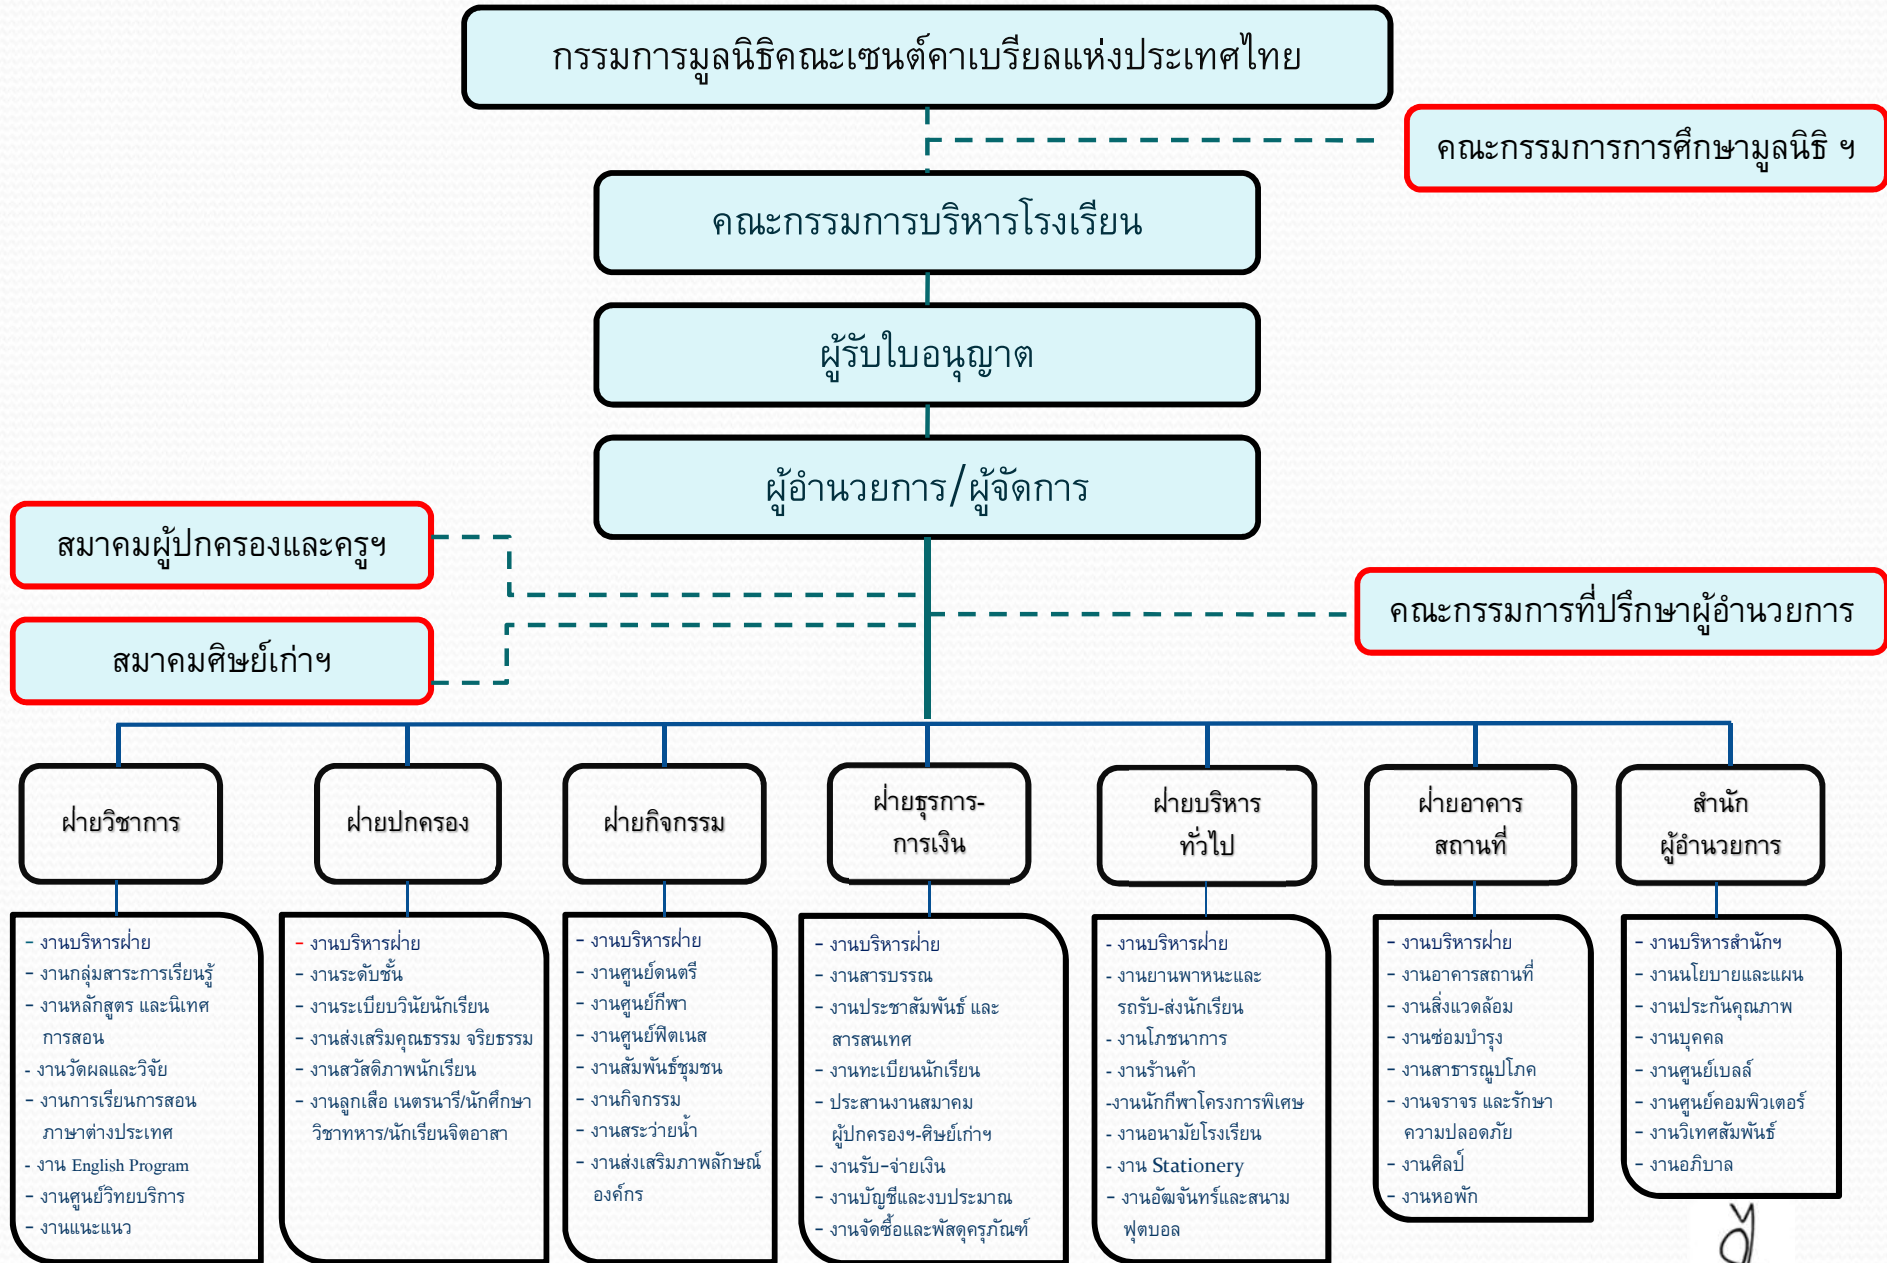 กรรมการมูลนิธิคณะเซนต์คาเบรียลแห่งประเทศไทย
คณะกรรมการการศึกษามูลนิธิ ฯ
คณะกรรมการบริหารโรงเรียน
ผู้รับใบอนุญาต
ผู้อำนวยการ/ผู้จัดการ
สมาคมผู้ปกครองและครูฯ
สมาคมศิษย์เก่าฯ
คณะกรรมการที่ปรึกษาผู้อำนวยการ
ฝ่ายวิชาการ
- งานบริหารฝ่าย
- งานกลุ่มสาระการเรียนรู้
- งานหลักสูตร และนิเทศ
การสอน
- งานวัดผลและวิจัย
- งานการเรียนการสอน
ภาษาต่างประเทศ
- งาน English Program
- งานศูนย์วิทยบริการ
- งานแนะแนว
ฝ่ายปกครอง
- งานบริหารฝ่าย
- งานระดับชั้น
- งานระเบียบวินัยนักเรียน
- งานส่งเสริมคุณธรรม จริยธรรม
- งานสวัสดิภาพนักเรียน
- งานลูกเสือ เนตรนารี/นักศึกษา
วิชาทหาร/นักเรียนจิตอาสา
ฝ่ายกิจกรรม
- งานบริหารฝ่าย
- งานศูนย์ดนตรี
- งานศูนย์กีฬา
- งานศูนย์ฟิตเนส
- งานสัมพันธ์ชุมชน
- งานกิจกรรม
- งานสระว่ายน้ำ
- งานส่งเสริมภาพลักษณ์
องค์กร
ฝ่ายธุรการ-
การเงิน
- งานบริหารฝ่าย
- งานสารบรรณ
- งานประชาสัมพันธ์ และ
สารสนเทศ
- งานทะเบียนนักเรียน
- ประสานงานสมาคม
ผู้ปกครองฯ-ศิษย์เก่าฯ
- งานรับ-จ่ายเงิน
- งานบัญชีและงบประมาณ
- งานจัดซื้อและพัสดุครุภัณฑ์
ฝ่ายบริหาร
ทั่วไป
- งานบริหารฝ่าย
- งานยานพาหนะและ
รถรับ-ส่งนักเรียน
- งานโภชนาการ
- งานร้านค้า
-งานนักกีฬาโครงการพิเศษ
- งานอนามัยโรงเรียน
- งาน Stationery
- งานอัฒจันทร์และสนาม
ฟุตบอล
ฝ่ายอาคาร
สถานที่
- งานบริหารฝ่าย
- งานอาคารสถานที่
- งานสิ่งแวดล้อม
- งานซ่อมบำรุง
- งานสาธารณูปโภค
- งานจราจร และรักษา
ความปลอดภัย
- งานศิลป์
- งานหอพัก
สำนัก
ผู้อำนวยการ
- งานบริหารสำนักฯ
- งานนโยบายและแผน
- งานประกันคุณภาพ
- งานบุคคล
- งานศูนย์เบลล์
- งานศูนย์คอมพิวเตอร์
- งานวิเทศสัมพันธ์
- งานอภิบาล